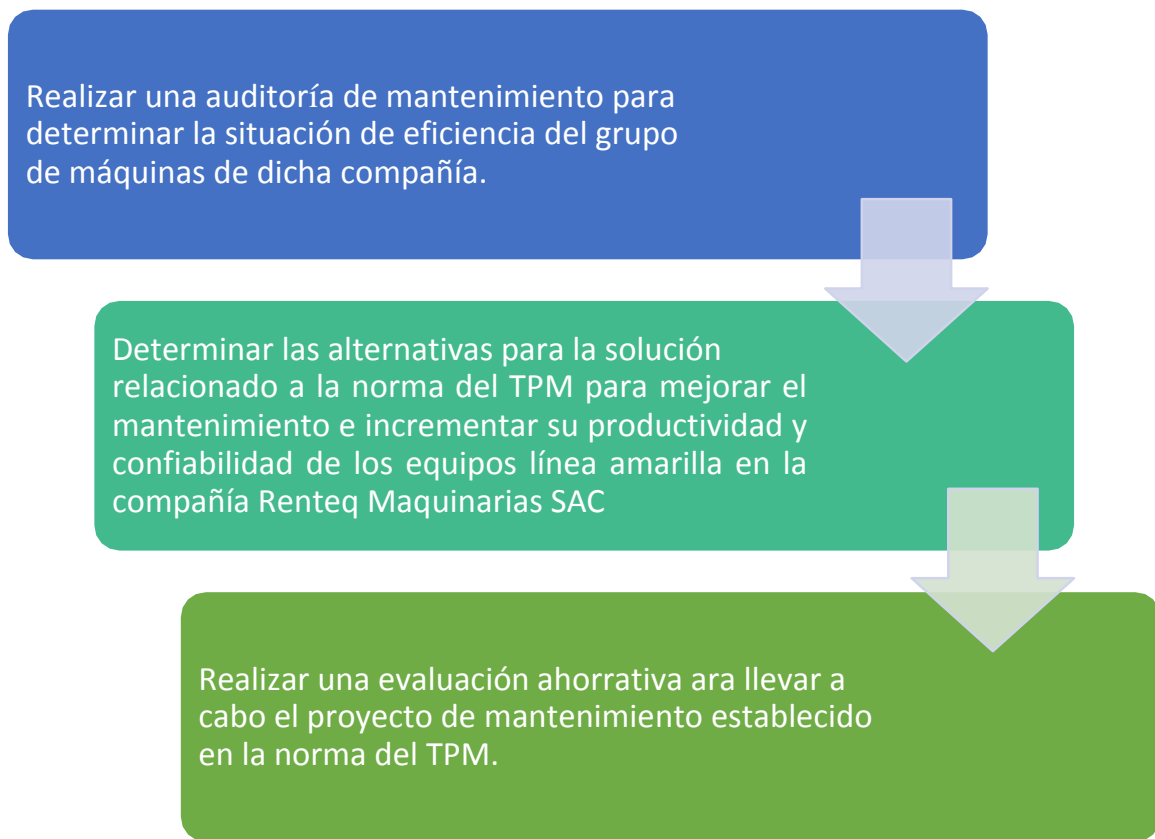 Realizar una auditoría de mantenimiento para
determinar la situación de eficiencia del grupo
de máquinas de dicha compañía.
Determinar las alternativas para la solución
relacionado a la norma del TPM para mejorar el
mantenimiento e incrementar su productividad y
confiabilidad de los equipos línea amarilla en la
compañía Renteq Maquinarias SAC
Realizar una evaluación ahorrativa ara llevar a
cabo el proyecto de mantenimiento establecido
en la norma del TPM.